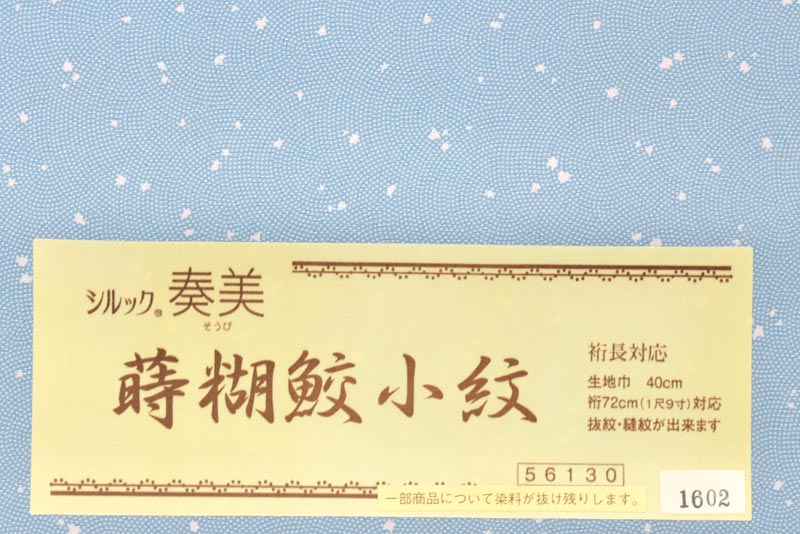 シルック®奏美
そうび
蒔糊鮫小紋
裄長対応
生地巾 40cm
裄72cm(1尺9寸)対応
抜紋・縫紋が出来ます
56130
一部商品について染料が抜け残りします。
1602